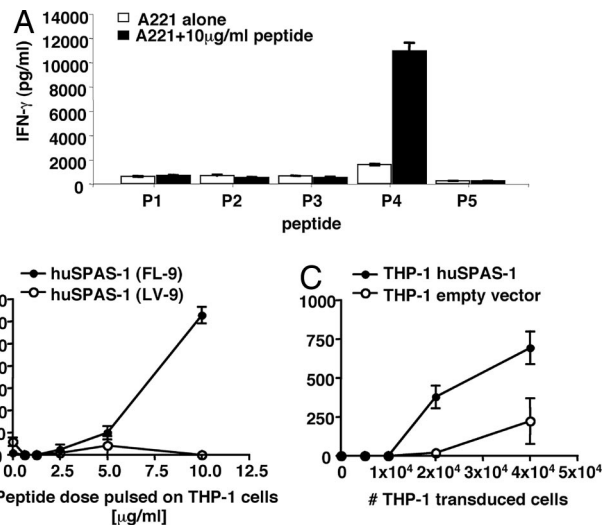 A
A221 alone
A221+10µg/ml peptide
IFN-γ (pg/ml)
14000
12000
10000
8000
6000
4000
2000
0
P1 P2 P3 P4 P5
peptide
huSPAS-1 (FL-9)
huSPAS-1 (LV-9)
0.0 2.5 5.0 7.5 10.0 12.5
Peptide dose pulsed on THP-1 cells
[µg/ml]
C
THP-1 huSPAS-1
THP-1 empty vector
1000
750
500
250
0
0 1x10⁴ 2x10⁴ 3x10⁴ 4x10⁴ 5x10⁴
# THP-1 transduced cells